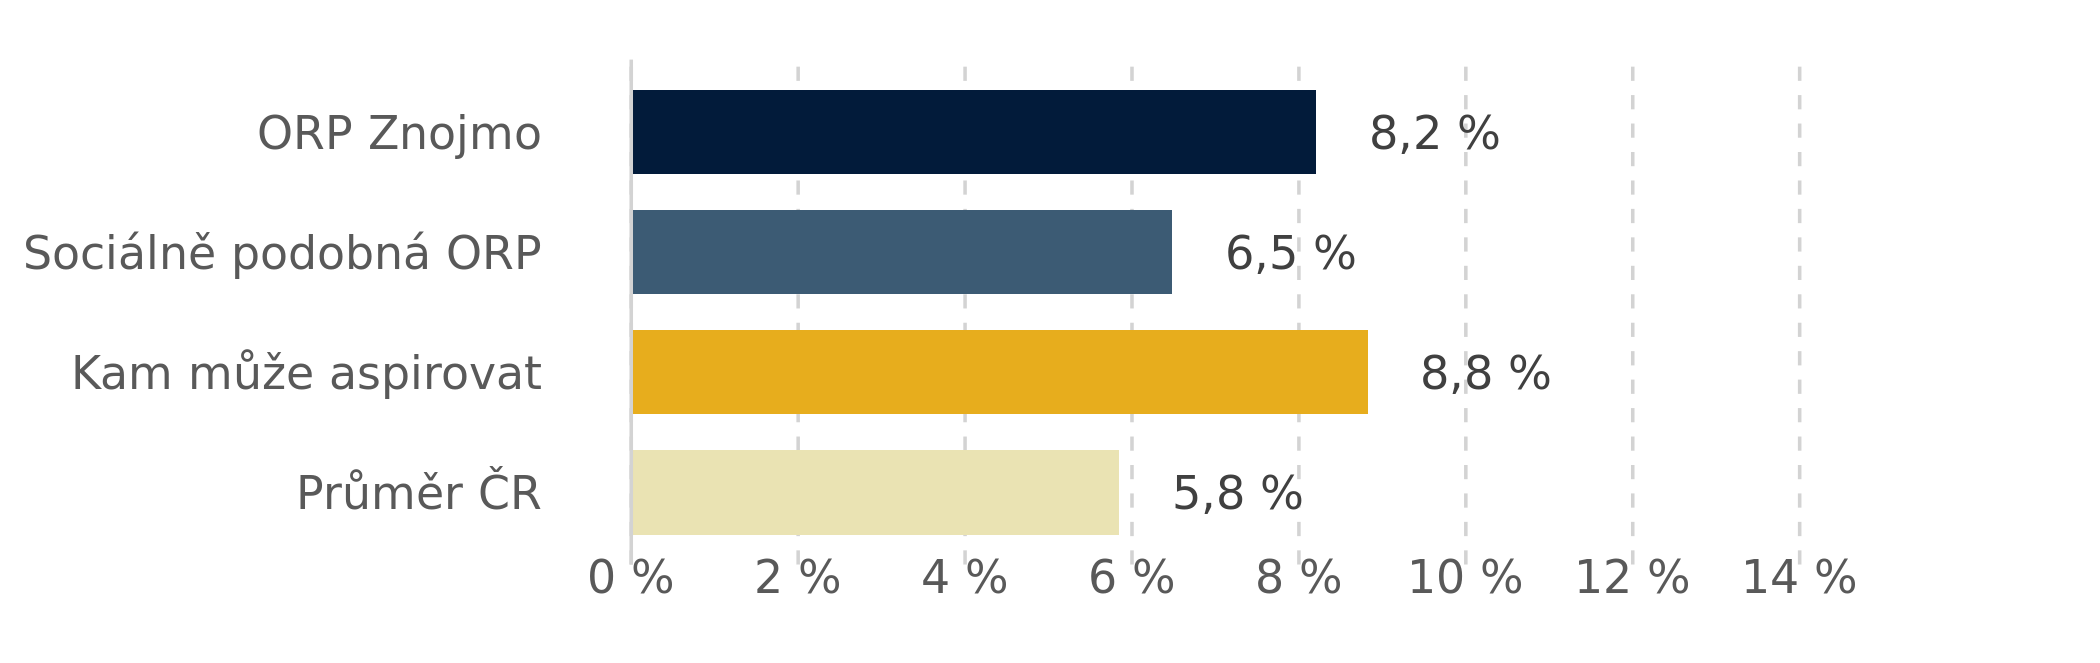 ORP Znojmo 8,2 %
Sociálně podobná ORP 6,5 %
Kam může aspirovat 8,8 %
Průměr ČR 5,8 %
0 % 2 % 4 % 6 % 8 % 10 % 12 % 14 %